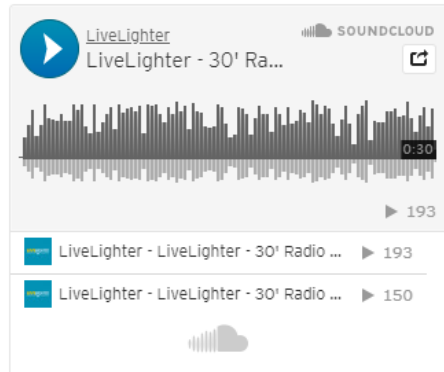 LiveLighter
SOUNDCLOUD
LiveLighter - 30' Ra...
0:30
193
LiveLighter - LiveLighter - 30' Radio ... 193
LiveLighter - LiveLighter - 30' Radio ... 150